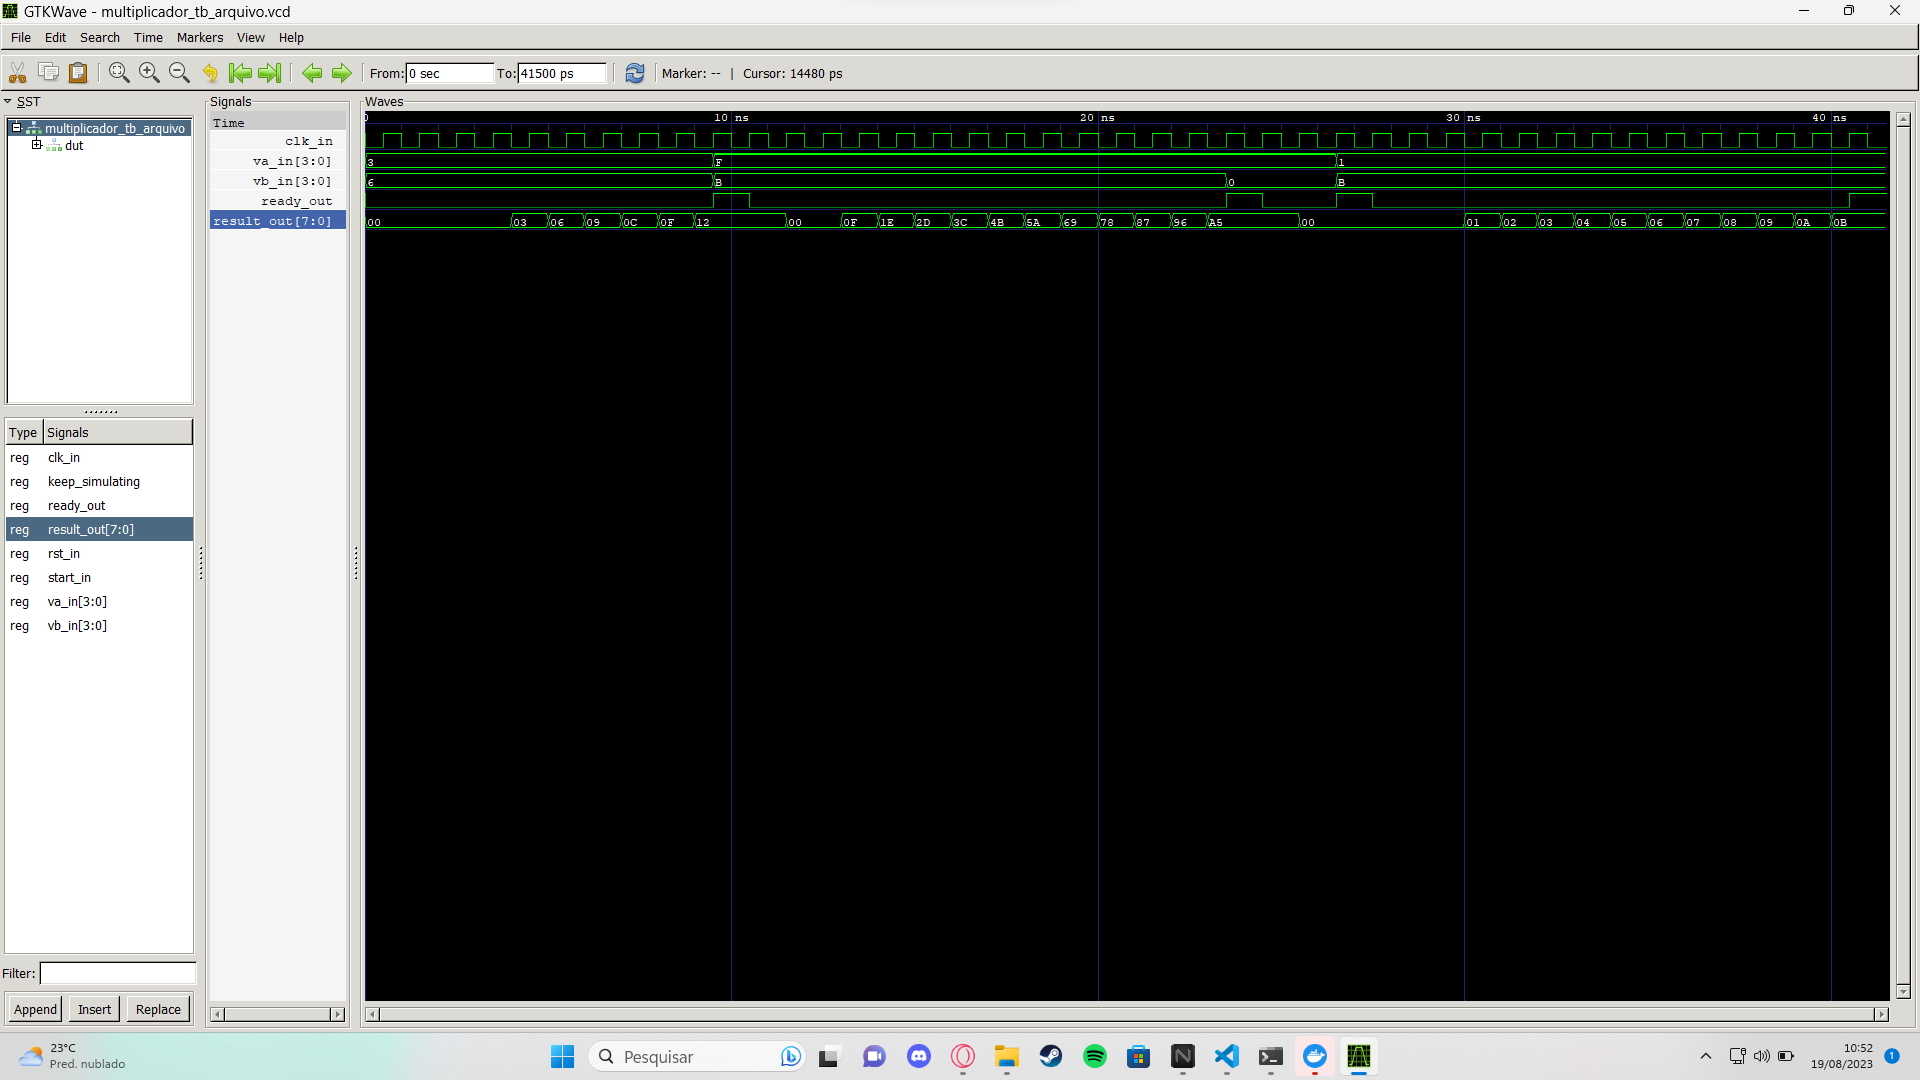 GTKWave - multiplicador_tb_arquivo.vcd
File Edit Search Time Markers View Help
From: 0 sec To: 41500 ps Marker: -- | Cursor: 14480 ps
SST
multiplicador_tb_arquivo
dut
Type Signals
reg clk_in
reg keep_simulating
reg ready_out
reg result_out[7:0]
reg rst_in
reg start_in
reg va_in[3:0]
reg vb_in[3:0]
Filter:
Append Insert Replace
Signals
Time
clk_in
va_in[3:0]
vb_in[3:0]
ready_out
result_out[7:0]
Waves
0 10 ns 20 ns 30 ns 40 ns
3 F 1
6 B 0 B
00 03 06 09 0C 0F 12 00 0F 1E 2D 3C 4B 5A 69 78 87 96 A5 00 01 02 03 04 05 06 07 08 09 0A 0B
23°C
Pred. nublado
Pesquisar
10:52
19/08/2023
1